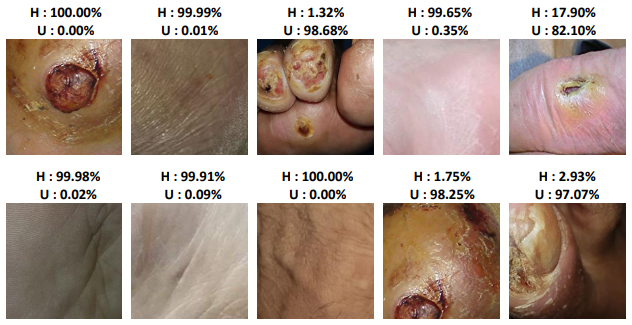 H : 100.00%
U : 0.00%
H : 99.99%
U : 0.01%
H : 1.32%
U : 98.68%
H : 99.65%
U : 0.35%
H : 17.90%
U : 82.10%
H : 99.98%
U : 0.02%
H : 99.91%
U : 0.09%
H : 100.00%
U : 0.00%
H : 1.75%
U : 98.25%
H : 2.93%
U : 97.07%